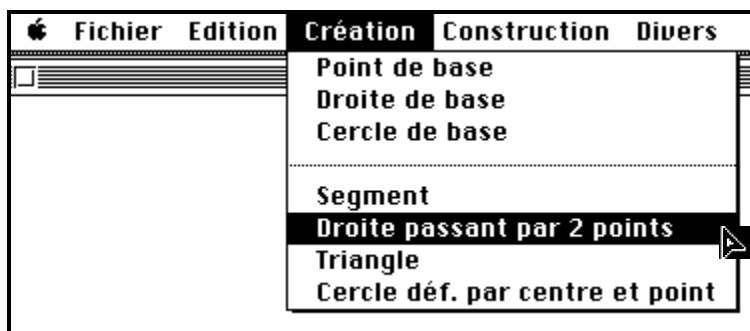 Fichier Edition Création Construction Divers
Point de base
Droite de base
Cercle de base
Segment
Droite passant par 2 points
Triangle
Cercle déf. par centre et point